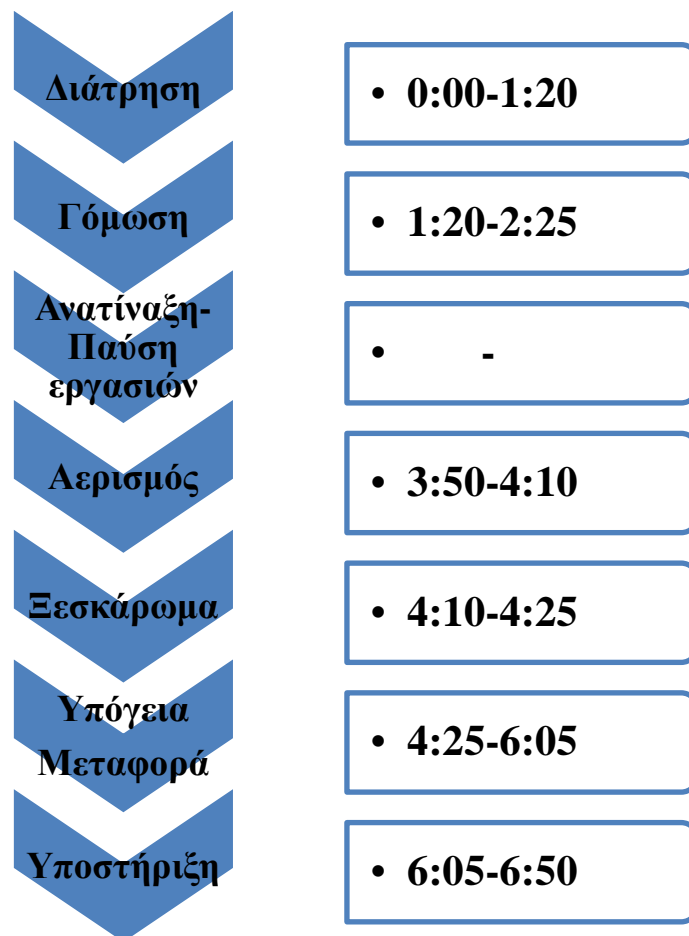 Διάτρηση
• 0:00-1:20
Γόμωση
• 1:20-2:25
Ανατίναξη-
Παύση
εργασιών
• -
Αερισμός
• 3:50-4:10
Ξεσκάρωμα
• 4:10-4:25
Υπόγεια
Μεταφορά
• 4:25-6:05
Υποστήριξη
• 6:05-6:50